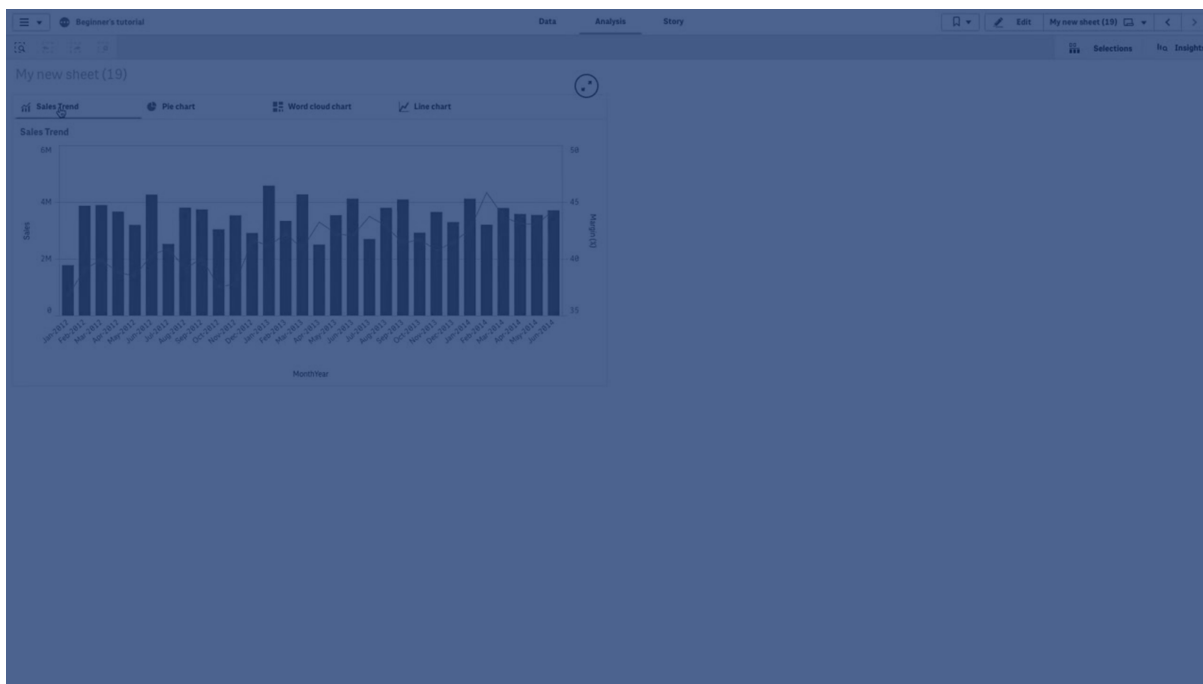 Beginner's tutorial Data Analysis Story Edit My new sheet (19)
Selections Insights
My new sheet (19)
Sales Trend Pie chart Word cloud chart Line chart
Sales Trend
6M 50
4M 45
Sales Margin (%)
2M 40
0 35
Jan-2012 Feb-2012 Mar-2012 Apr-2012 May-2012 Jun-2012 Jul-2012 Aug-2012 Sep-2012 Oct-2012 Nov-2012 Dec-2012 Jan-2013 Feb-2013 Mar-2013 Apr-2013 May-2013 Jun-2013 Jul-2013 Aug-2013 Sep-2013 Oct-2013 Nov-2013 Dec-2013 Jan-2014 Feb-2014 Mar-2014 Apr-2014 May-2014 Jun-2014
MonthYear